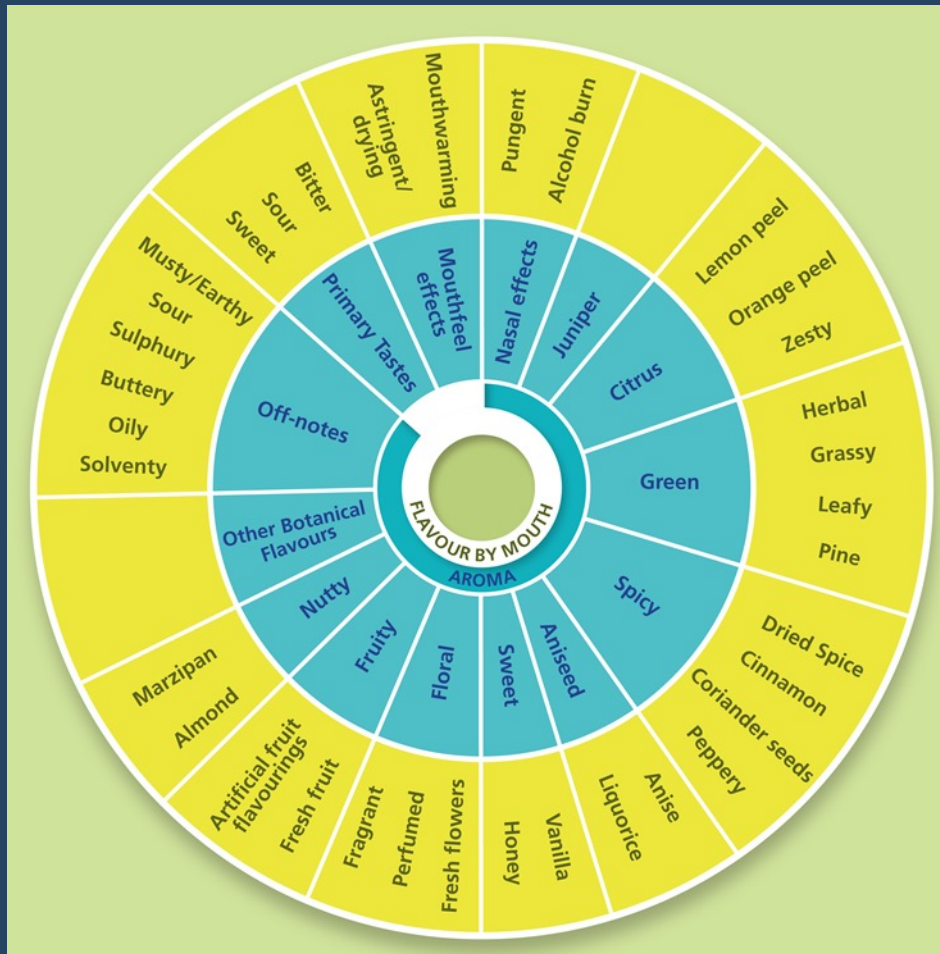 FLAVOUR BY MOUTH
AROMA
Nasal effects
Pungent
Alcohol burn
Juniper
Citrus
Lemon peel
Orange peel
Zesty
Green
Herbal
Grassy
Leafy
Pine
Spicy
Dried Spice
Cinnamon
Coriander seeds
Peppery
Aniseed
Anise
Liquorice
Sweet
Vanilla
Honey
Floral
Fresh flowers
Perfumed
Fragrant
Fruity
Fresh fruit
Artificial fruit
flavourings
Nutty
Almond
Marzipan
Other Botanical
Flavours
Off-notes
Solventy
Oily
Buttery
Sulphury
Sour
Musty/Earthy
Primary Tastes
Sweet
Sour
Bitter
Mouthfeel
effects
Astringent/
drying
Mouthwarming